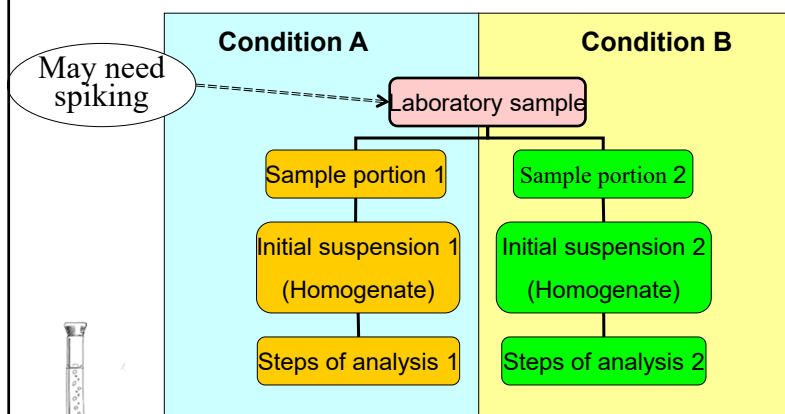 Condition A
Condition B
May need
spiking
Laboratory sample
Sample portion 1
Sample portion 2
Initial suspension 1
(Homogenate)
Initial suspension 2
(Homogenate)
Steps of analysis 1
Steps of analysis 2